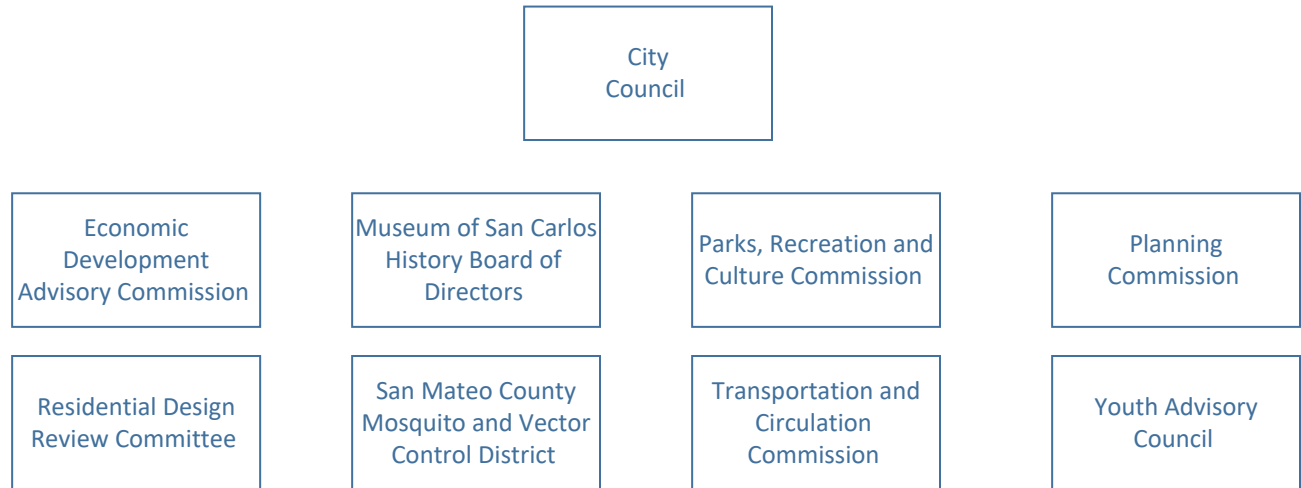 City
Council
Economic
Development
Advisory Commission
Museum of San Carlos
History Board of
Directors
Parks, Recreation and
Culture Commission
Planning
Commission
Residential Design
Review Committee
San Mateo County
Mosquito and Vector
Control District
Transportation and
Circulation
Commission
Youth Advisory
Council